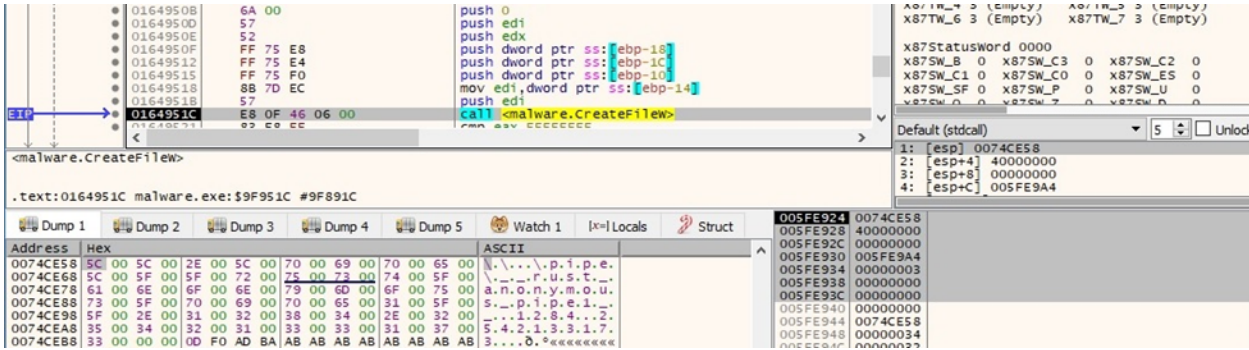 0164950B 6A 00 push 0
0164950D 57 push edi
0164950E 52 push edx
0164950F FF 75 E8 push dword ptr ss:[ebp-18]
01649512 FF 75 E4 push dword ptr ss:[ebp-1C]
01649515 FF 75 F0 push dword ptr ss:[ebp-10]
01649518 8B 7D EC mov edi,dword ptr ss:[ebp-14]
0164951B 57 push edi
EIP 0164951C E8 0F 46 06 00 call <malware.CreateFileW>
<malware.CreateFileW>
.text:0164951C malware.exe:$9F951C #9F891C
x87TW_6 3 (Empty) x87TW_7 3 (Empty)
x87StatusWord 0000
x87SW_B 0 x87SW_C3 0 x87SW_C2 0
x87SW_C1 0 x87SW_C0 0 x87SW_ES 0
x87SW_SF 0 x87SW_P 0 x87SW_U 0
Default (stdcall) 5 Unlock
1: [esp] 0074CE58
2: [esp+4] 40000000
3: [esp+8] 00000000
4: [esp+C] 005FE9A4
Dump 1 Dump 2 Dump 3 Dump 4 Dump 5 Watch 1 [x=] Locals Struct
Address Hex ASCII
0074CE58 5C 00 5C 00 2E 00 5C 00 70 00 69 00 70 00 65 00 \.\...\.p.i.p.e.
0074CE68 5C 00 5F 00 5F 00 72 00 75 00 73 00 74 00 5F 00 \._._.r.u.s.t._.
0074CE78 61 00 6E 00 6F 00 6E 00 79 00 6D 00 6F 00 75 00 a.n.o.n.y.m.o.u.
0074CE88 73 00 5F 00 70 00 69 00 70 00 65 00 31 00 5F 00 s._.p.i.p.e.1._.
0074CE98 5F 00 2E 00 31 00 32 00 38 00 34 00 2E 00 32 00 _...1.2.8.4...2.
0074CEA8 35 00 34 00 32 00 31 00 33 00 33 00 31 00 37 00 5.4.2.1.3.3.1.7.
0074CEB8 33 00 00 00 0D F0 AD BA AB AB AB AB AB AB AB AB 3....ð.º««««««««
005FE924 0074CE58
005FE928 40000000
005FE92C 00000000
005FE930 005FE9A4
005FE934 00000003
005FE938 00000000
005FE93C 00000000
005FE940 00000000
005FE944 0074CE58
005FE948 00000034